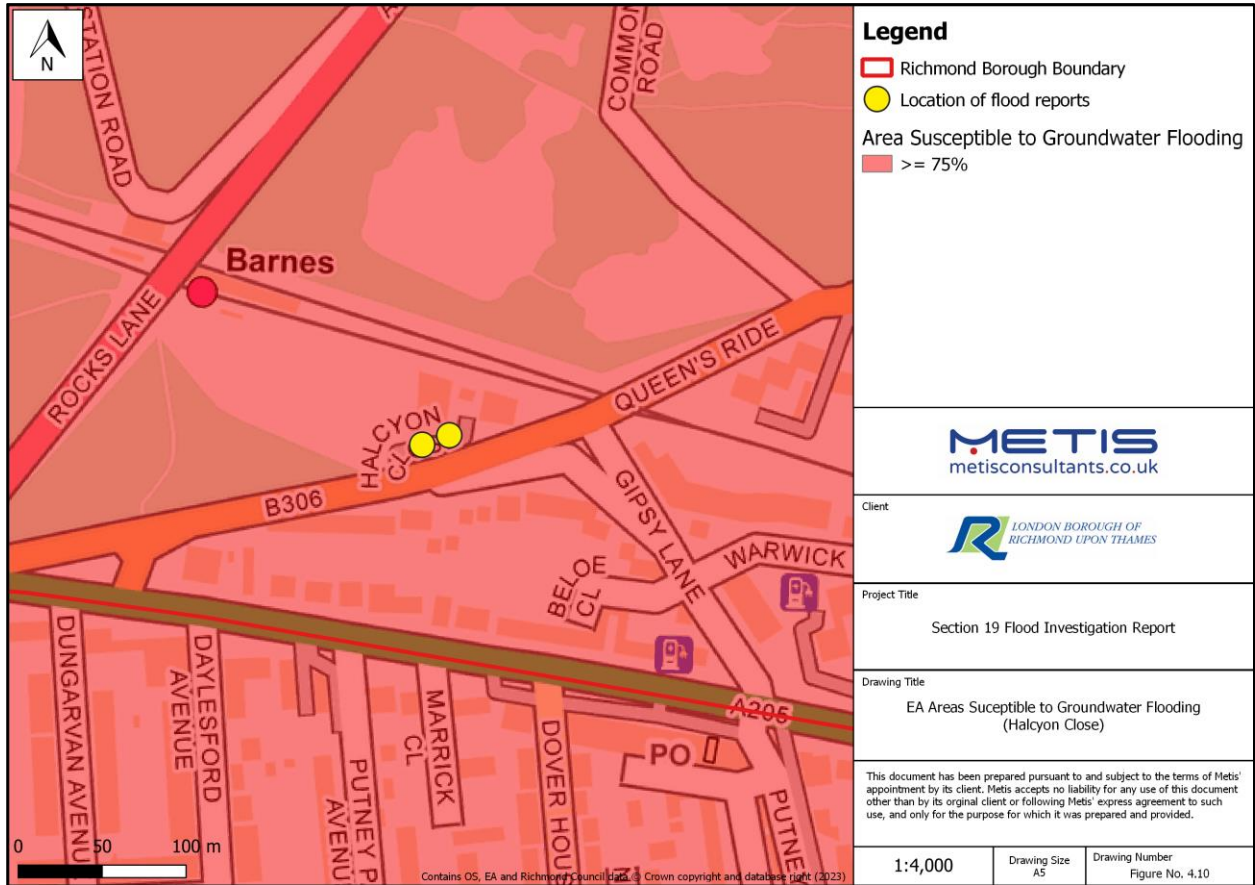 N
STATION ROAD
COMMON
ROAD
Barnes
ROCKS LANE
QUEEN'S RIDE
HALCYON
CL
B306
GIPSY LANE
WARWICK
BELOE
CL
DUNGARVAN AVENUE
DAYLESFORD
AVENUE
PUTNEY P
AVENU
MARRICK
CL
DOVER HOUS
A205
PO
PUTNEY
0 50 100 m
Contains OS, EA and Richmond Council data © Crown copyright and database right (2023)
Legend
Richmond Borough Boundary
Location of flood reports
Area Susceptible to Groundwater Flooding
>= 75%
METIS
metisconsultants.co.uk
Client
LONDON BOROUGH OF
RICHMOND UPON THAMES
Project Title
Section 19 Flood Investigation Report
Drawing Title
EA Areas Suceptible to Groundwater Flooding
(Halcyon Close)
This document has been prepared pursuant to and subject to the terms of Metis'
appointment by its client. Metis accepts no liability for any use of this document
other than by its orginal client or following Metis' express agreement to such
use, and only for the purpose for which it was prepared and provided.
1:4,000
Drawing Size
A5
Drawing Number
Figure No. 4.10